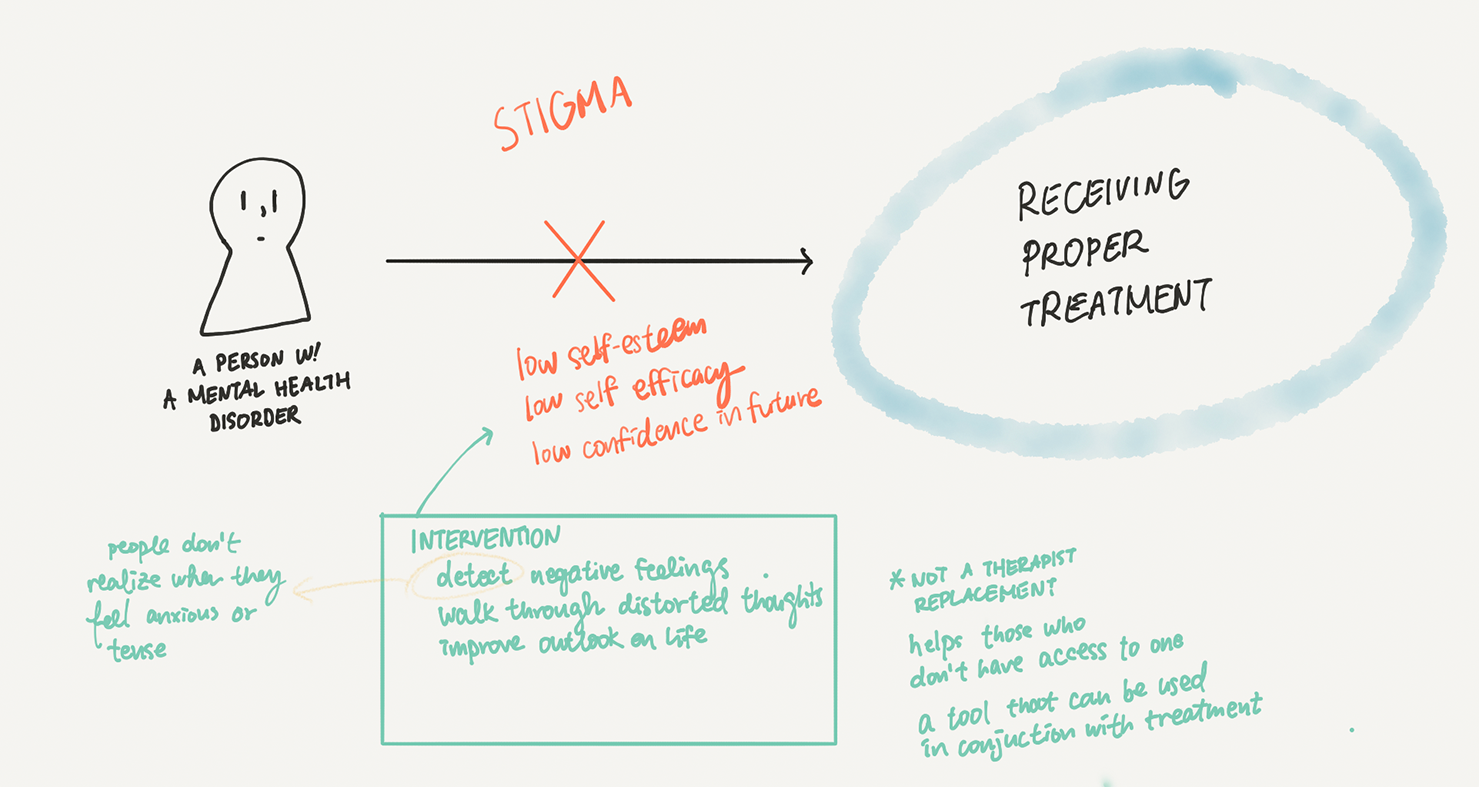 STIGMA
A PERSON W!
A MENTAL HEALTH
DISORDER
RECEIVING
PROPER
TREATMENT
low self-esteem
low self efficacy
low confidence in future
people don't
realize when they
fell anxious or
tense
INTERVENTION
detect negative feelings
walk through distorted thoughts
improve outlook on life
* NOT A THERAPIST
REPLACEMENT
helps those who
don't have access to one
a tool thoot can be used
in conjuction with treatment